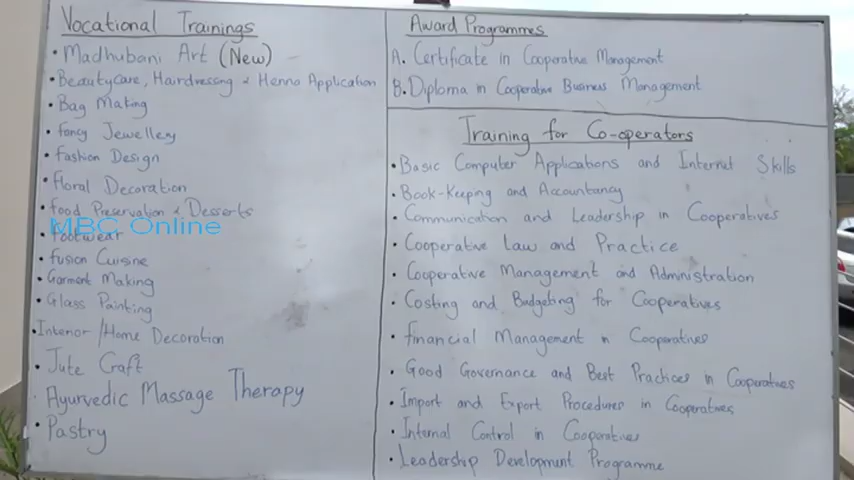 Vocational Trainings
• Madhubani Art (New)
• Beautycare, Hairdressing & Henna Application
• Bag Making
• Fancy Jewellery
• Fashion Design
• Floral Decoration
• Food Preservation & Desserts
MBC Online
• Footwear
• Fusion Cuisine
• Garment Making
• Glass Painting
• Interior/Home Decoration
• Jute Craft
• Ayurvedic Massage Therapy
• Pastry
Award Programmes
A. Certificate in Cooperative Management
B. Diploma in Cooperative Business Management
Training for Co-operators
• Basic Computer Applications and Internet Skills
• Book-Keeping and Accountancy
• Communication and Leadership in Cooperatives
• Cooperative Law and Practice
• Cooperative Management and Administration
• Costing and Budgeting for Cooperatives
• Financial Management in Cooperatives
• Good Governance and Best Practices in Cooperatives
• Import and Export Procedures in Cooperatives
• Internal Control in Cooperatives
• Leadership Development Programme